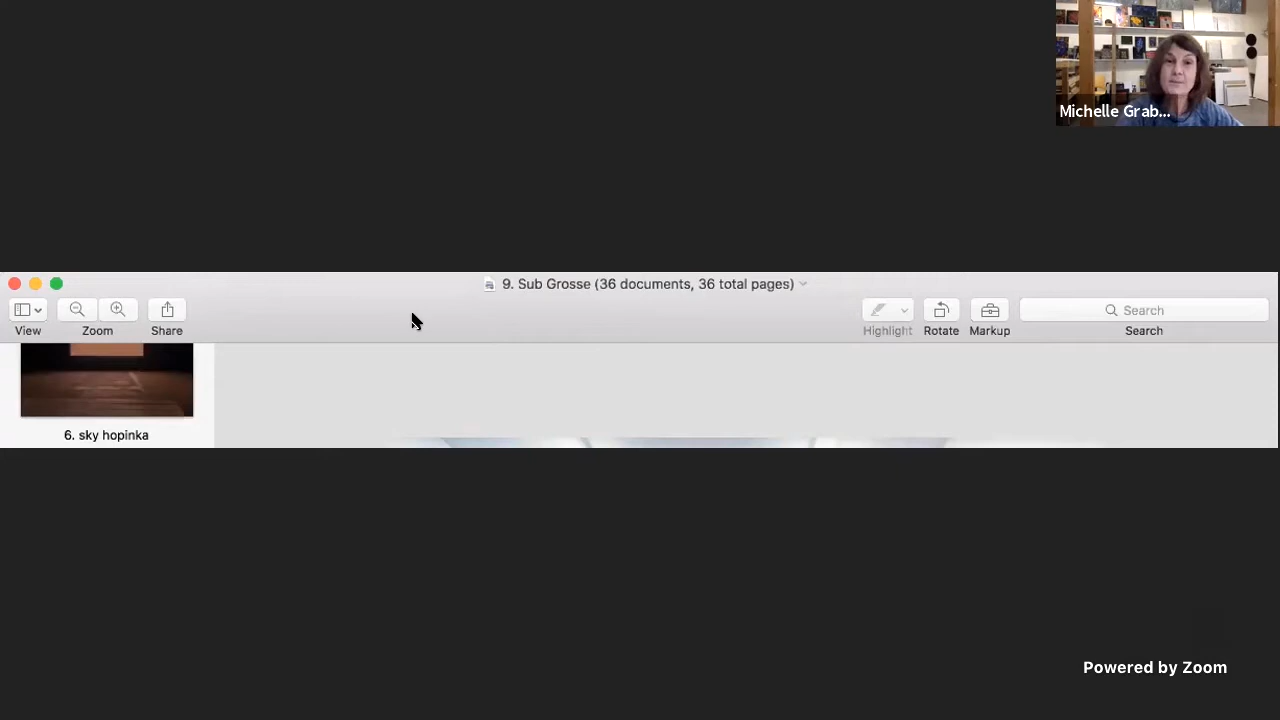 Michelle Grab...
9. Sub Grosse (36 documents, 36 total pages)
Search
View
Zoom
Share
Highlight
Rotate
Markup
Search
6. sky hopinka
Powered by Zoom